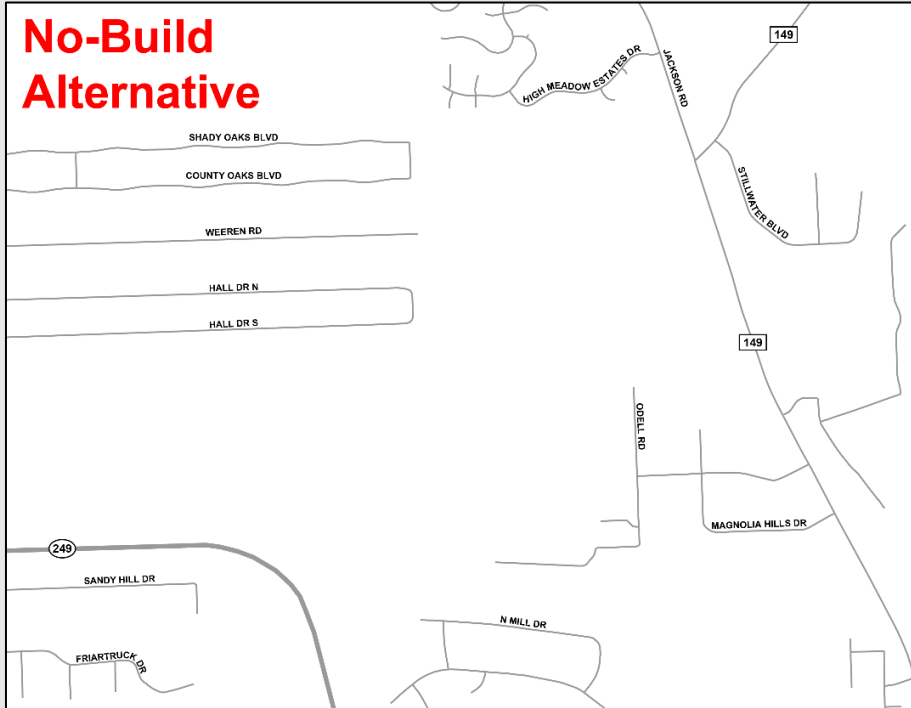 No-Build
Alternative
149
JACKSON RD
HIGH MEADOW ESTATES DR
SHADY OAKS BLVD
COUNTY OAKS BLVD
STILLWATER BLVD
WEEREN RD
HALL DR N
HALL DR S
149
ODELL RD
MAGNOLIA HILLS DR
249
SANDY HILL DR
N MILL DR
FRIARTRUCK DR